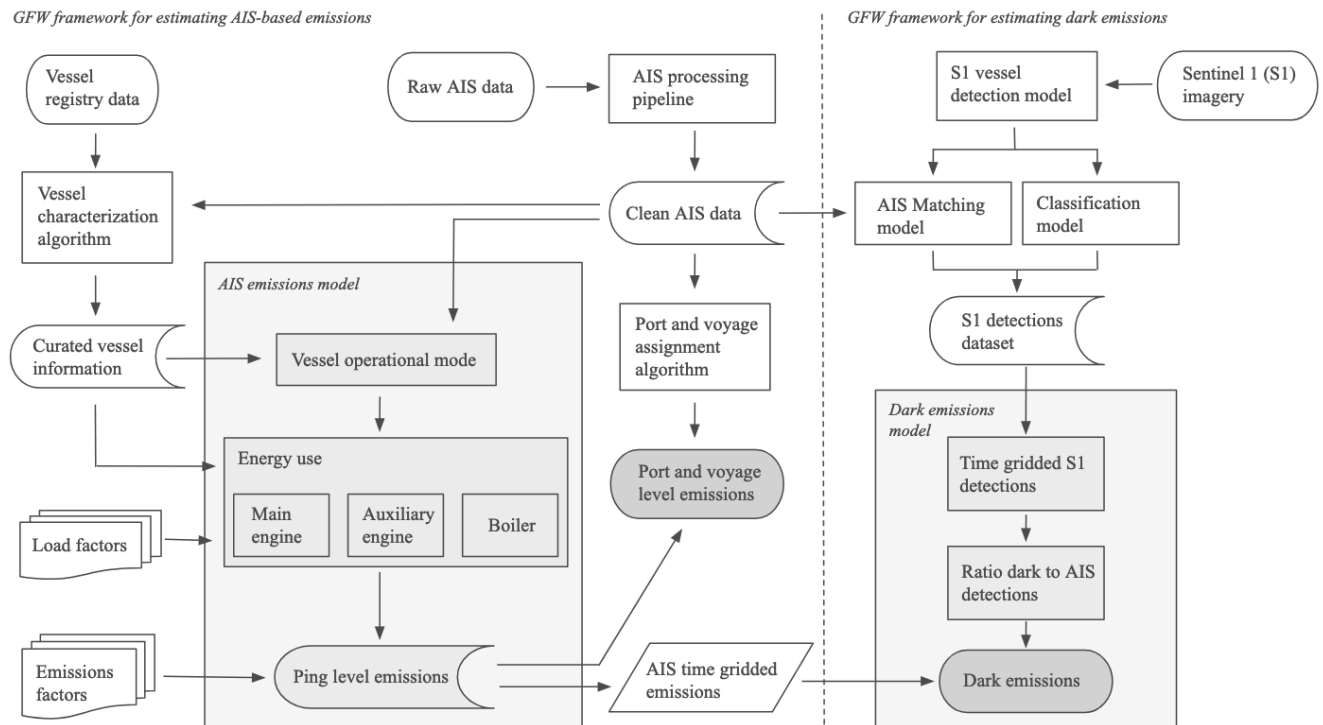 GFW framework for estimating AIS-based emissions
GFW framework for estimating dark emissions
Vessel
registry data
Raw AIS data
AIS processing
pipeline
S1 vessel
detection model
Sentinel 1 (S1)
imagery
Vessel
characterization
algorithm
Clean AIS data
AIS Matching
model
Classification
model
AIS emissions model
Curated vessel
information
Vessel operational mode
Port and voyage
assignment
algorithm
S1 detections
dataset
Dark emissions
model
Energy use
Main
engine
Auxiliary
engine
Boiler
Port and voyage
level emissions
Time gridded S1
detections
Load factors
Ratio dark to AIS
detections
Emissions
factors
Ping level emissions
AIS time gridded
emissions
Dark emissions